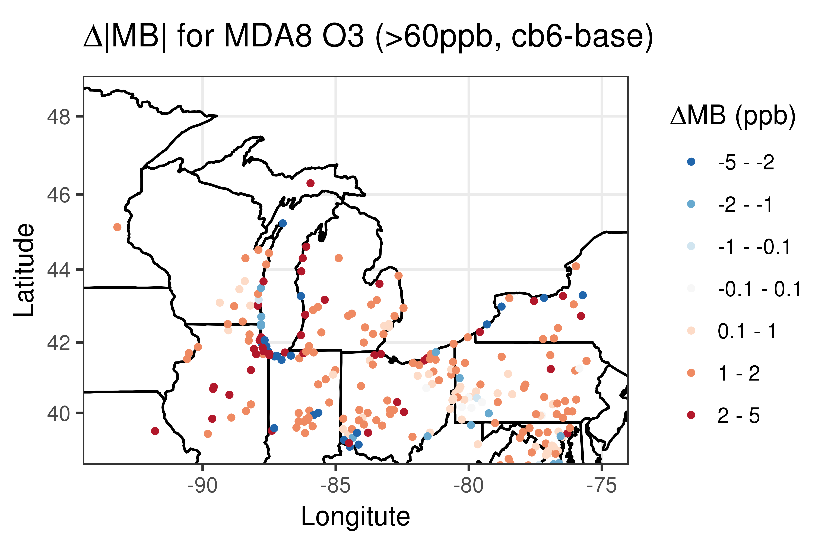 Δ|MB| for MDA8 O3 (>60ppb, cb6-base)
48
46
44
42
40
Latitude
-90
-85
-80
-75
Longitute
ΔMB (ppb)
-5 - -2
-2 - -1
-1 - -0.1
-0.1 - 0.1
0.1 - 1
1 - 2
2 - 5